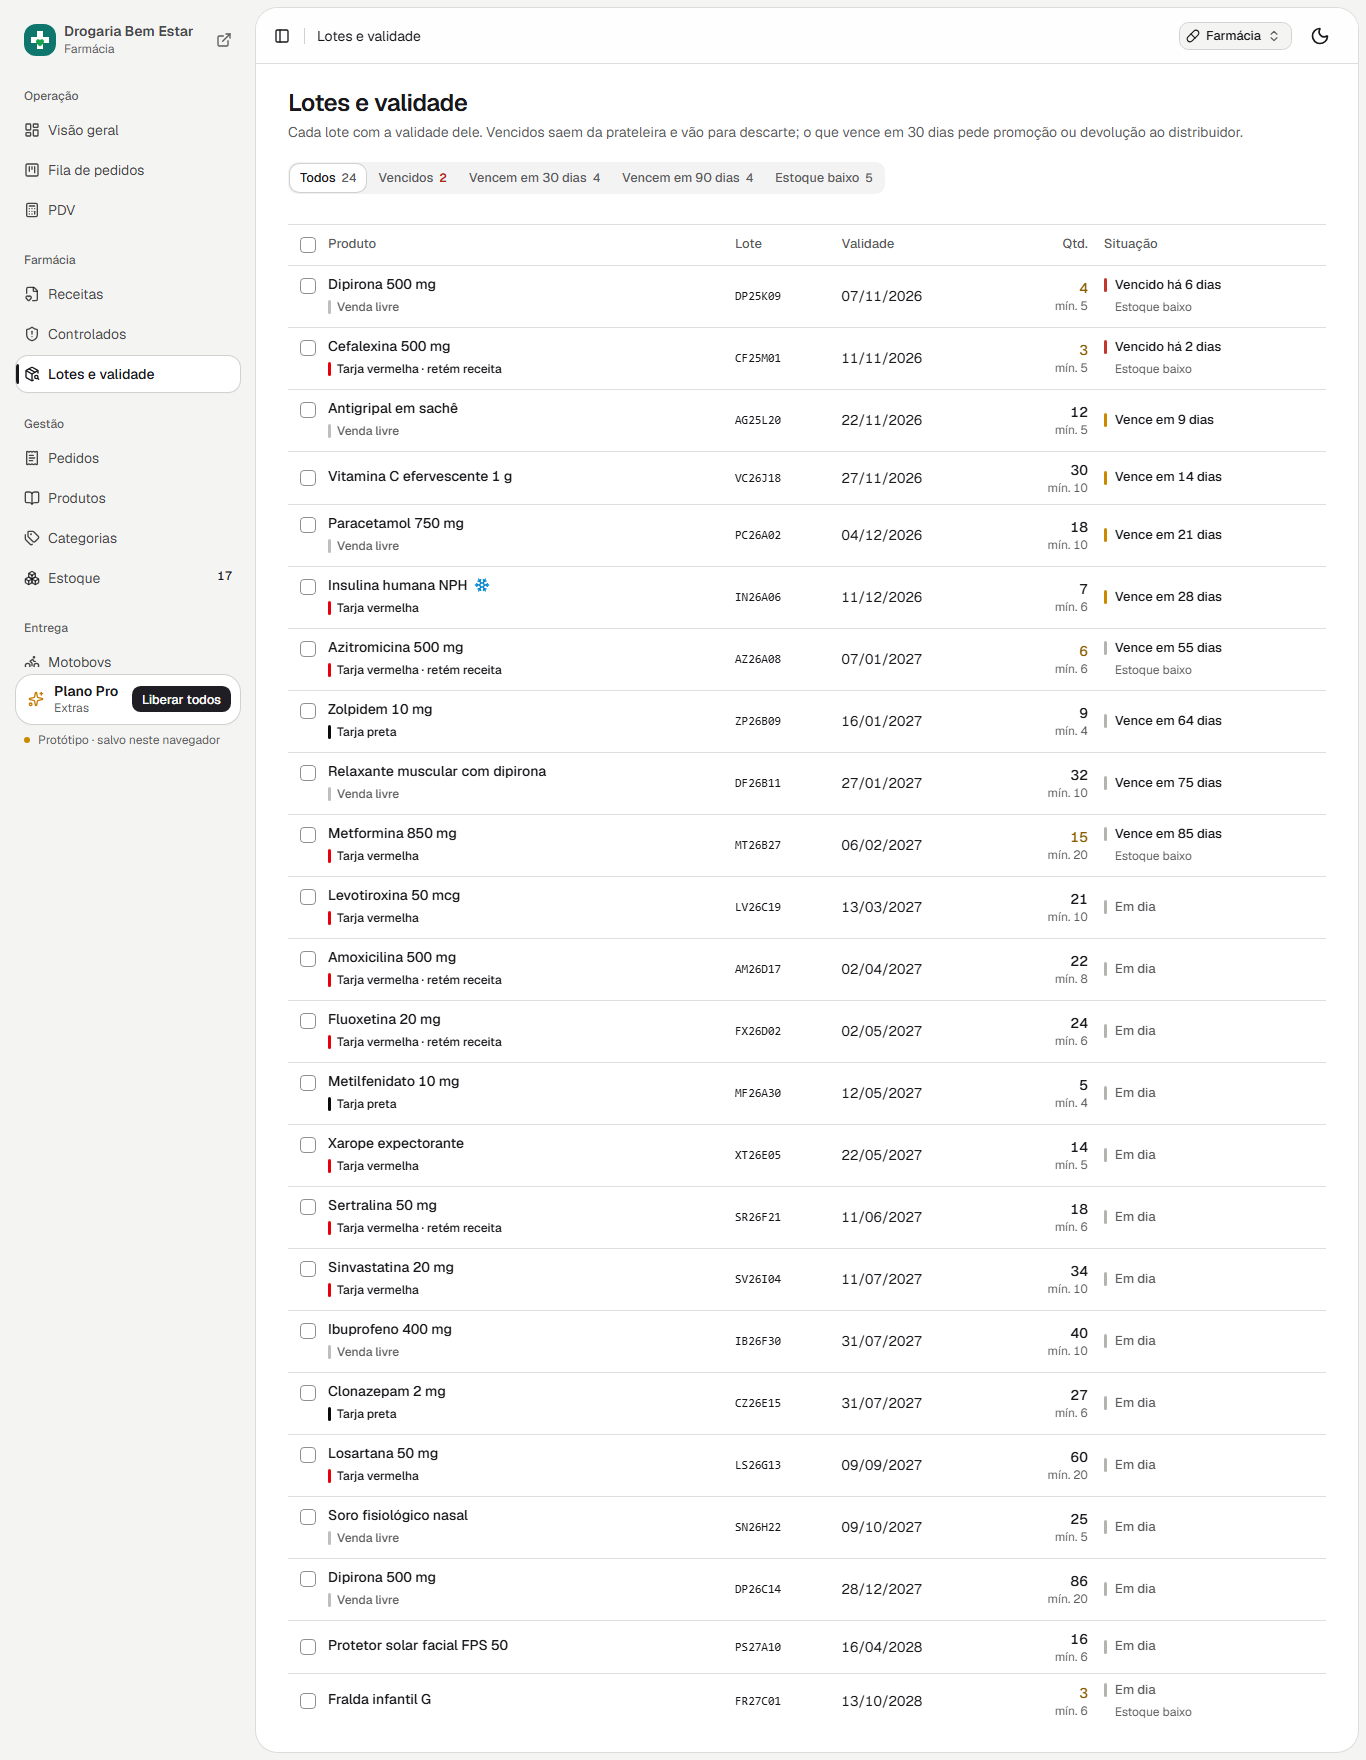 Drogaria Bem Estar
Farmácia
Operação
Visão geral
Fila de pedidos
PDV
Farmácia
Receitas
Controlados
Lotes e validade
Gestão
Pedidos
Produtos
Categorias
Estoque 17
Entrega
Motoboys
Plano Pro
Extras
Liberar todos
Protótipo · salvo neste navegador
Lotes e validade
Farmácia
Lotes e validade
Cada lote com a validade dele. Vencidos saem da prateleira e vão para descarte; o que vence em 30 dias pede promoção ou devolução ao distribuidor.
Todos 24 Vencidos 2 Vencem em 30 dias 4 Vencem em 90 dias 4 Estoque baixo 5
Produto Lote Validade Qtd. Situação
Dipirona 500 mg DP25K09 07/11/2026 4 Vencido há 6 dias
Venda livre mín. 5 Estoque baixo
Cefalexina 500 mg CF25M01 11/11/2026 3 Vencido há 2 dias
Tarja vermelha · retém receita mín. 5 Estoque baixo
Antigripal em sachê AG25L20 22/11/2026 12 Vence em 9 dias
Venda livre mín. 5
Vitamina C efervescente 1 g VC26J18 27/11/2026 30 Vence em 14 dias
mín. 10
Paracetamol 750 mg PC26A02 04/12/2026 18 Vence em 21 dias
Venda livre mín. 10
Insulina humana NPH IN26A06 11/12/2026 7 Vence em 28 dias
Tarja vermelha mín. 6
Azitromicina 500 mg AZ26A08 07/01/2027 6 Vence em 55 dias
Tarja vermelha · retém receita mín. 6 Estoque baixo
Zolpidem 10 mg ZP26B09 16/01/2027 9 Vence em 64 dias
Tarja preta mín. 4
Relaxante muscular com dipirona DF26B11 27/01/2027 32 Vence em 75 dias
Venda livre mín. 10
Metformina 850 mg MT26B27 06/02/2027 15 Vence em 85 dias
Tarja vermelha mín. 20 Estoque baixo
Levotiroxina 50 mcg LV26C19 13/03/2027 21 Em dia
Tarja vermelha mín. 10
Amoxicilina 500 mg AM26D17 02/04/2027 22 Em dia
Tarja vermelha · retém receita mín. 8
Fluoxetina 20 mg FX26D02 02/05/2027 24 Em dia
Tarja vermelha · retém receita mín. 6
Metilfenidato 10 mg MF26A30 12/05/2027 5 Em dia
Tarja preta mín. 4
Xarope expectorante XT26E05 22/05/2027 14 Em dia
Tarja vermelha mín. 5
Sertralina 50 mg SR26F21 11/06/2027 18 Em dia
Tarja vermelha · retém receita mín. 6
Sinvastatina 20 mg SV26I04 11/07/2027 34 Em dia
Tarja vermelha mín. 10
Ibuprofeno 400 mg IB26F30 31/07/2027 40 Em dia
Venda livre mín. 10
Clonazepam 2 mg CZ26E15 31/07/2027 27 Em dia
Tarja preta mín. 6
Losartana 50 mg LS26G13 09/09/2027 60 Em dia
Tarja vermelha mín. 20
Soro fisiológico nasal SN26H22 09/10/2027 25 Em dia
Venda livre mín. 5
Dipirona 500 mg DP26C14 28/12/2027 86 Em dia
Venda livre mín. 20
Protetor solar facial FPS 50 PS27A10 16/04/2028 16 Em dia
mín. 6
Fralda infantil G FR27C01 13/10/2028 3 Em dia
mín. 6 Estoque baixo